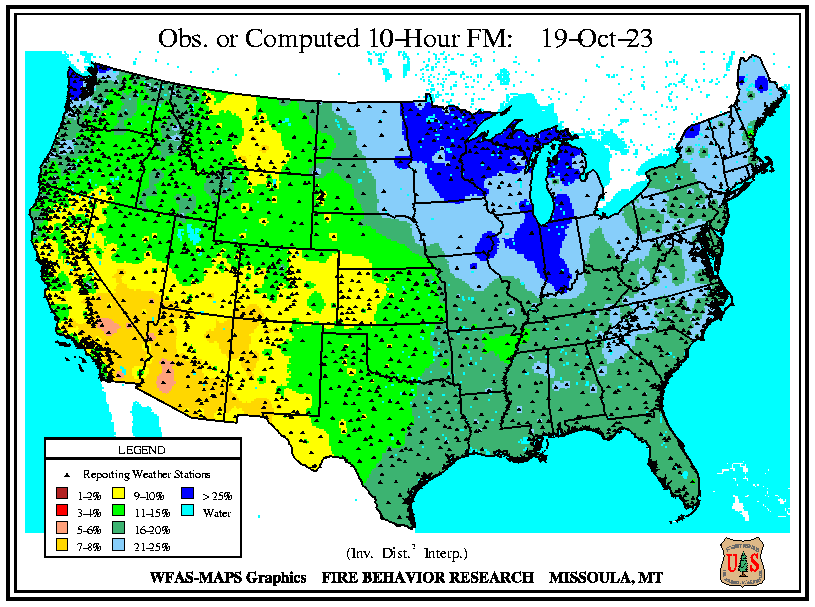 Obs. or Computed 10-Hour FM: 19-Oct-23
LEGEND
Reporting Weather Stations
1-2% 9-10% > 25%
3-4% 11-15% Water
5-6% 16-20%
7-8% 21-25%
(Inv. Dist.² Interp.)
WFAS-MAPS Graphics FIRE BEHAVIOR RESEARCH MISSOULA, MT
U S